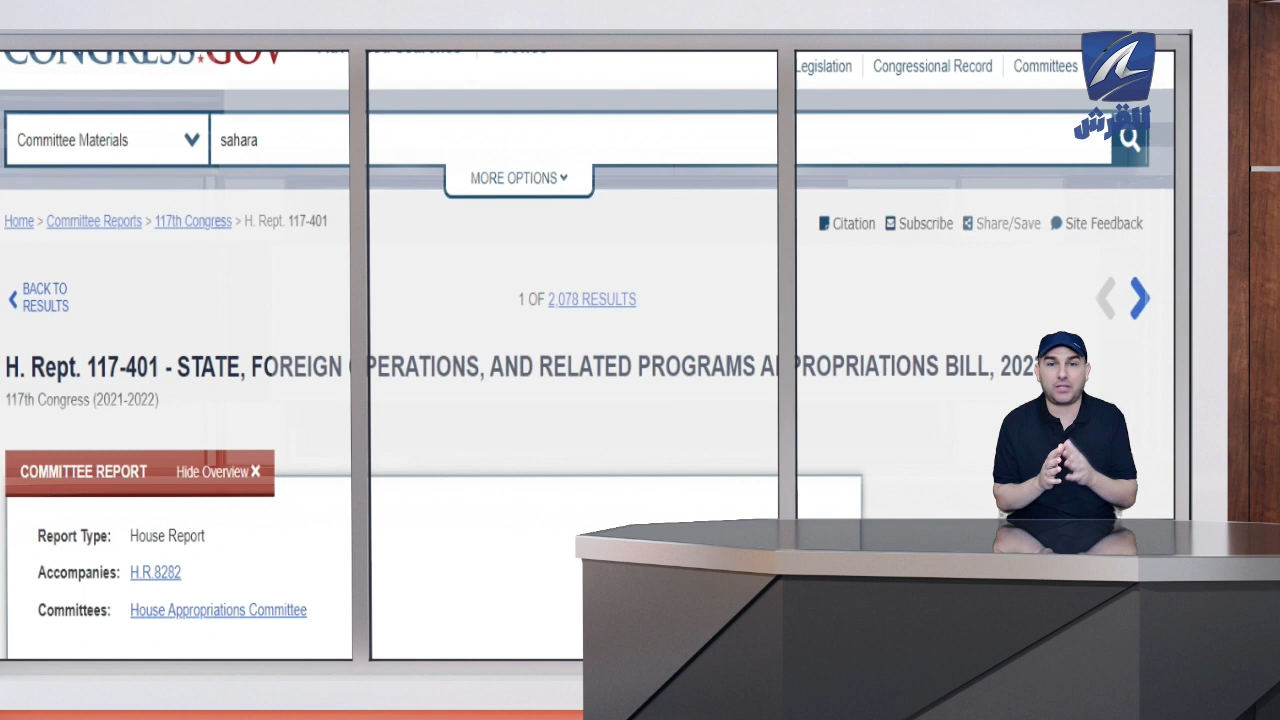 CONGRESS.GOV
Legislation
Congressional Record
Committees
للقرش
Committee Materials
sahara
MORE OPTIONS
Home > Committee Reports > 117th Congress > H. Rept. 117-401
Citation
Subscribe
Share/Save
Site Feedback
BACK TO
RESULTS
1 OF 2,078 RESULTS
H. Rept. 117-401 - STATE, FOREIGN OPERATIONS, AND RELATED PROGRAMS APPROPRIATIONS BILL, 202
117th Congress (2021-2022)
COMMITTEE REPORT
Hide Overview
Report Type: House Report
Accompanies: H.R.8282
Committees: House Appropriations Committee